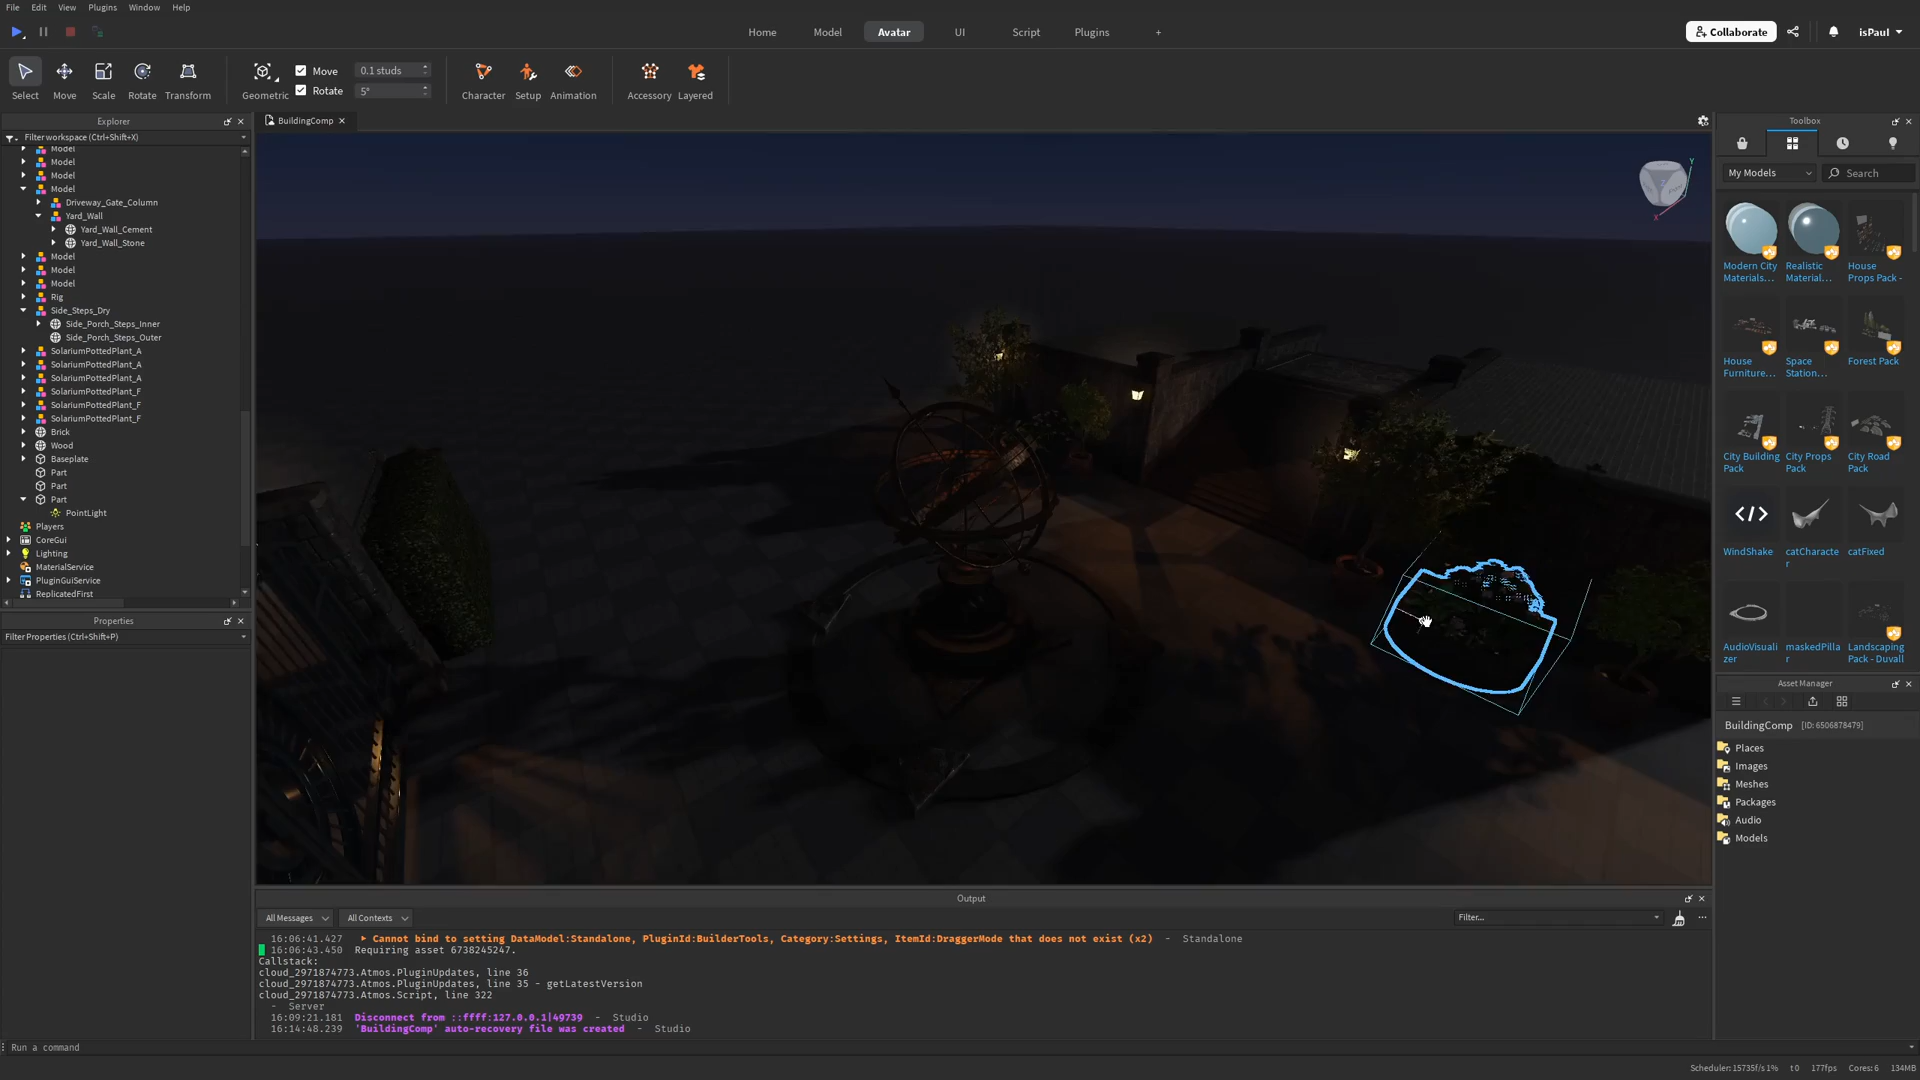 File Edit View Plugins Window Help
Home Model Avatar UI Script Plugins +
Collaborate
isPaul
Select Move Scale Rotate Transform
Geometric
Move 0.1 studs
Rotate 5°
Character Setup Animation
Accessory Layered
Explorer
Filter workspace (Ctrl+Shift+X)
Model
Model
Model
Model
Driveway_Gate_Column
Yard_Wall
Yard_Wall_Cement
Yard_Wall_Stone
Model
Model
Model
Rig
Side_Steps_Dry
Side_Porch_Steps_Inner
Side_Porch_Steps_Outer
SolariumPottedPlant_A
SolariumPottedPlant_A
SolariumPottedPlant_A
SolariumPottedPlant_F
SolariumPottedPlant_F
SolariumPottedPlant_F
Brick
Wood
Baseplate
Part
Part
Part
PointLight
Players
CoreGui
Lighting
MaterialService
PluginGuiService
ReplicatedFirst
Properties
Filter Properties (Ctrl+Shift+P)
BuildingComp
Y
Z
X
Output
All Messages
All Contexts
Filter...
16:06:41.427 Cannot bind to setting DataModel:Standalone, PluginId:BuilderTools, Category:Settings, ItemId:DraggerMode that does not exist (x2) - Standalone
16:06:43.450 Requiring asset 6738245247.
Callstack:
cloud_2971874773.Atmos.PluginUpdates, line 36
cloud_2971874773.Atmos.PluginUpdates, line 35 - getLatestVersion
cloud_2971874773.Atmos.Script, line 322
- Server
16:09:21.181 Disconnect from ::ffff:127.0.0.1|49739 - Studio
16:14:48.239 'BuildingComp' auto-recovery file was created - Studio
Run a command
Toolbox
My Models
Search
Modern City Materials...
Realistic Material...
House Props Pack -
House Furniture...
Space Station...
Forest Pack
City Building Pack
City Props Pack
City Road Pack
WindShake
catCharacter
catFixed
AudioVisualizer
maskedPillar
Landscaping Pack - Duvall
Asset Manager
BuildingComp [ID: 6506878479]
Places
Images
Meshes
Packages
Audio
Models
Scheduler: 15735f/s 1% t0 177fps Cores: 6 134MB